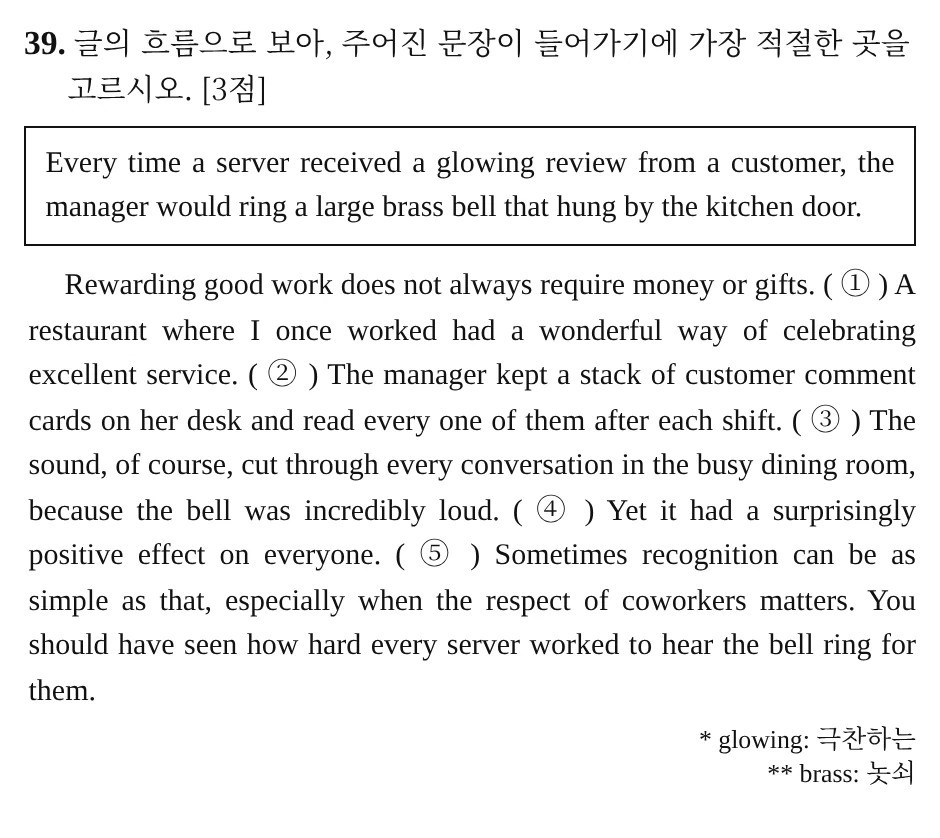 39. 글의 흐름으로 보아, 주어진 문장이 들어가기에 가장 적절한 곳을
고르시오. [3점]
Every time a server received a glowing review from a customer, the
manager would ring a large brass bell that hung by the kitchen door.
Rewarding good work does not always require money or gifts. ( ① ) A
restaurant where I once worked had a wonderful way of celebrating
excellent service. ( ② ) The manager kept a stack of customer comment
cards on her desk and read every one of them after each shift. ( ③ ) The
sound, of course, cut through every conversation in the busy dining room,
because the bell was incredibly loud. ( ④ ) Yet it had a surprisingly
positive effect on everyone. ( ⑤ ) Sometimes recognition can be as
simple as that, especially when the respect of coworkers matters. You
should have seen how hard every server worked to hear the bell ring for
them.
* glowing: 극찬하는
** brass: 놋쇠